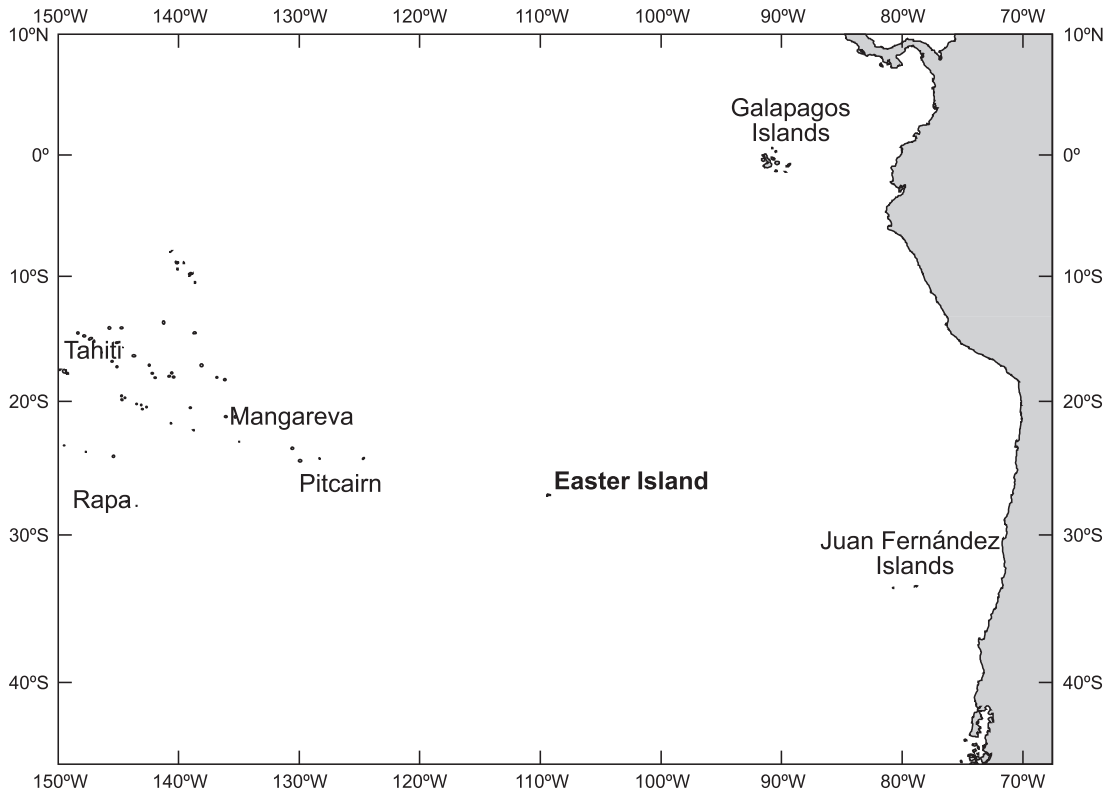 150ºW 140ºW 130ºW 120ºW 110ºW 100ºW 90ºW 80ºW 70ºW
10ºN 10ºN
Galapagos
Islands
0º 0º
10ºS 10ºS
Tahiti
20ºS 20ºS
Mangareva
Easter Island
Pitcairn
Rapa
30ºS 30ºS
Juan Fernández
Islands
40ºS 40ºS
150ºW 140ºW 130ºW 120ºW 110ºW 100ºW 90ºW 80ºW 70ºW